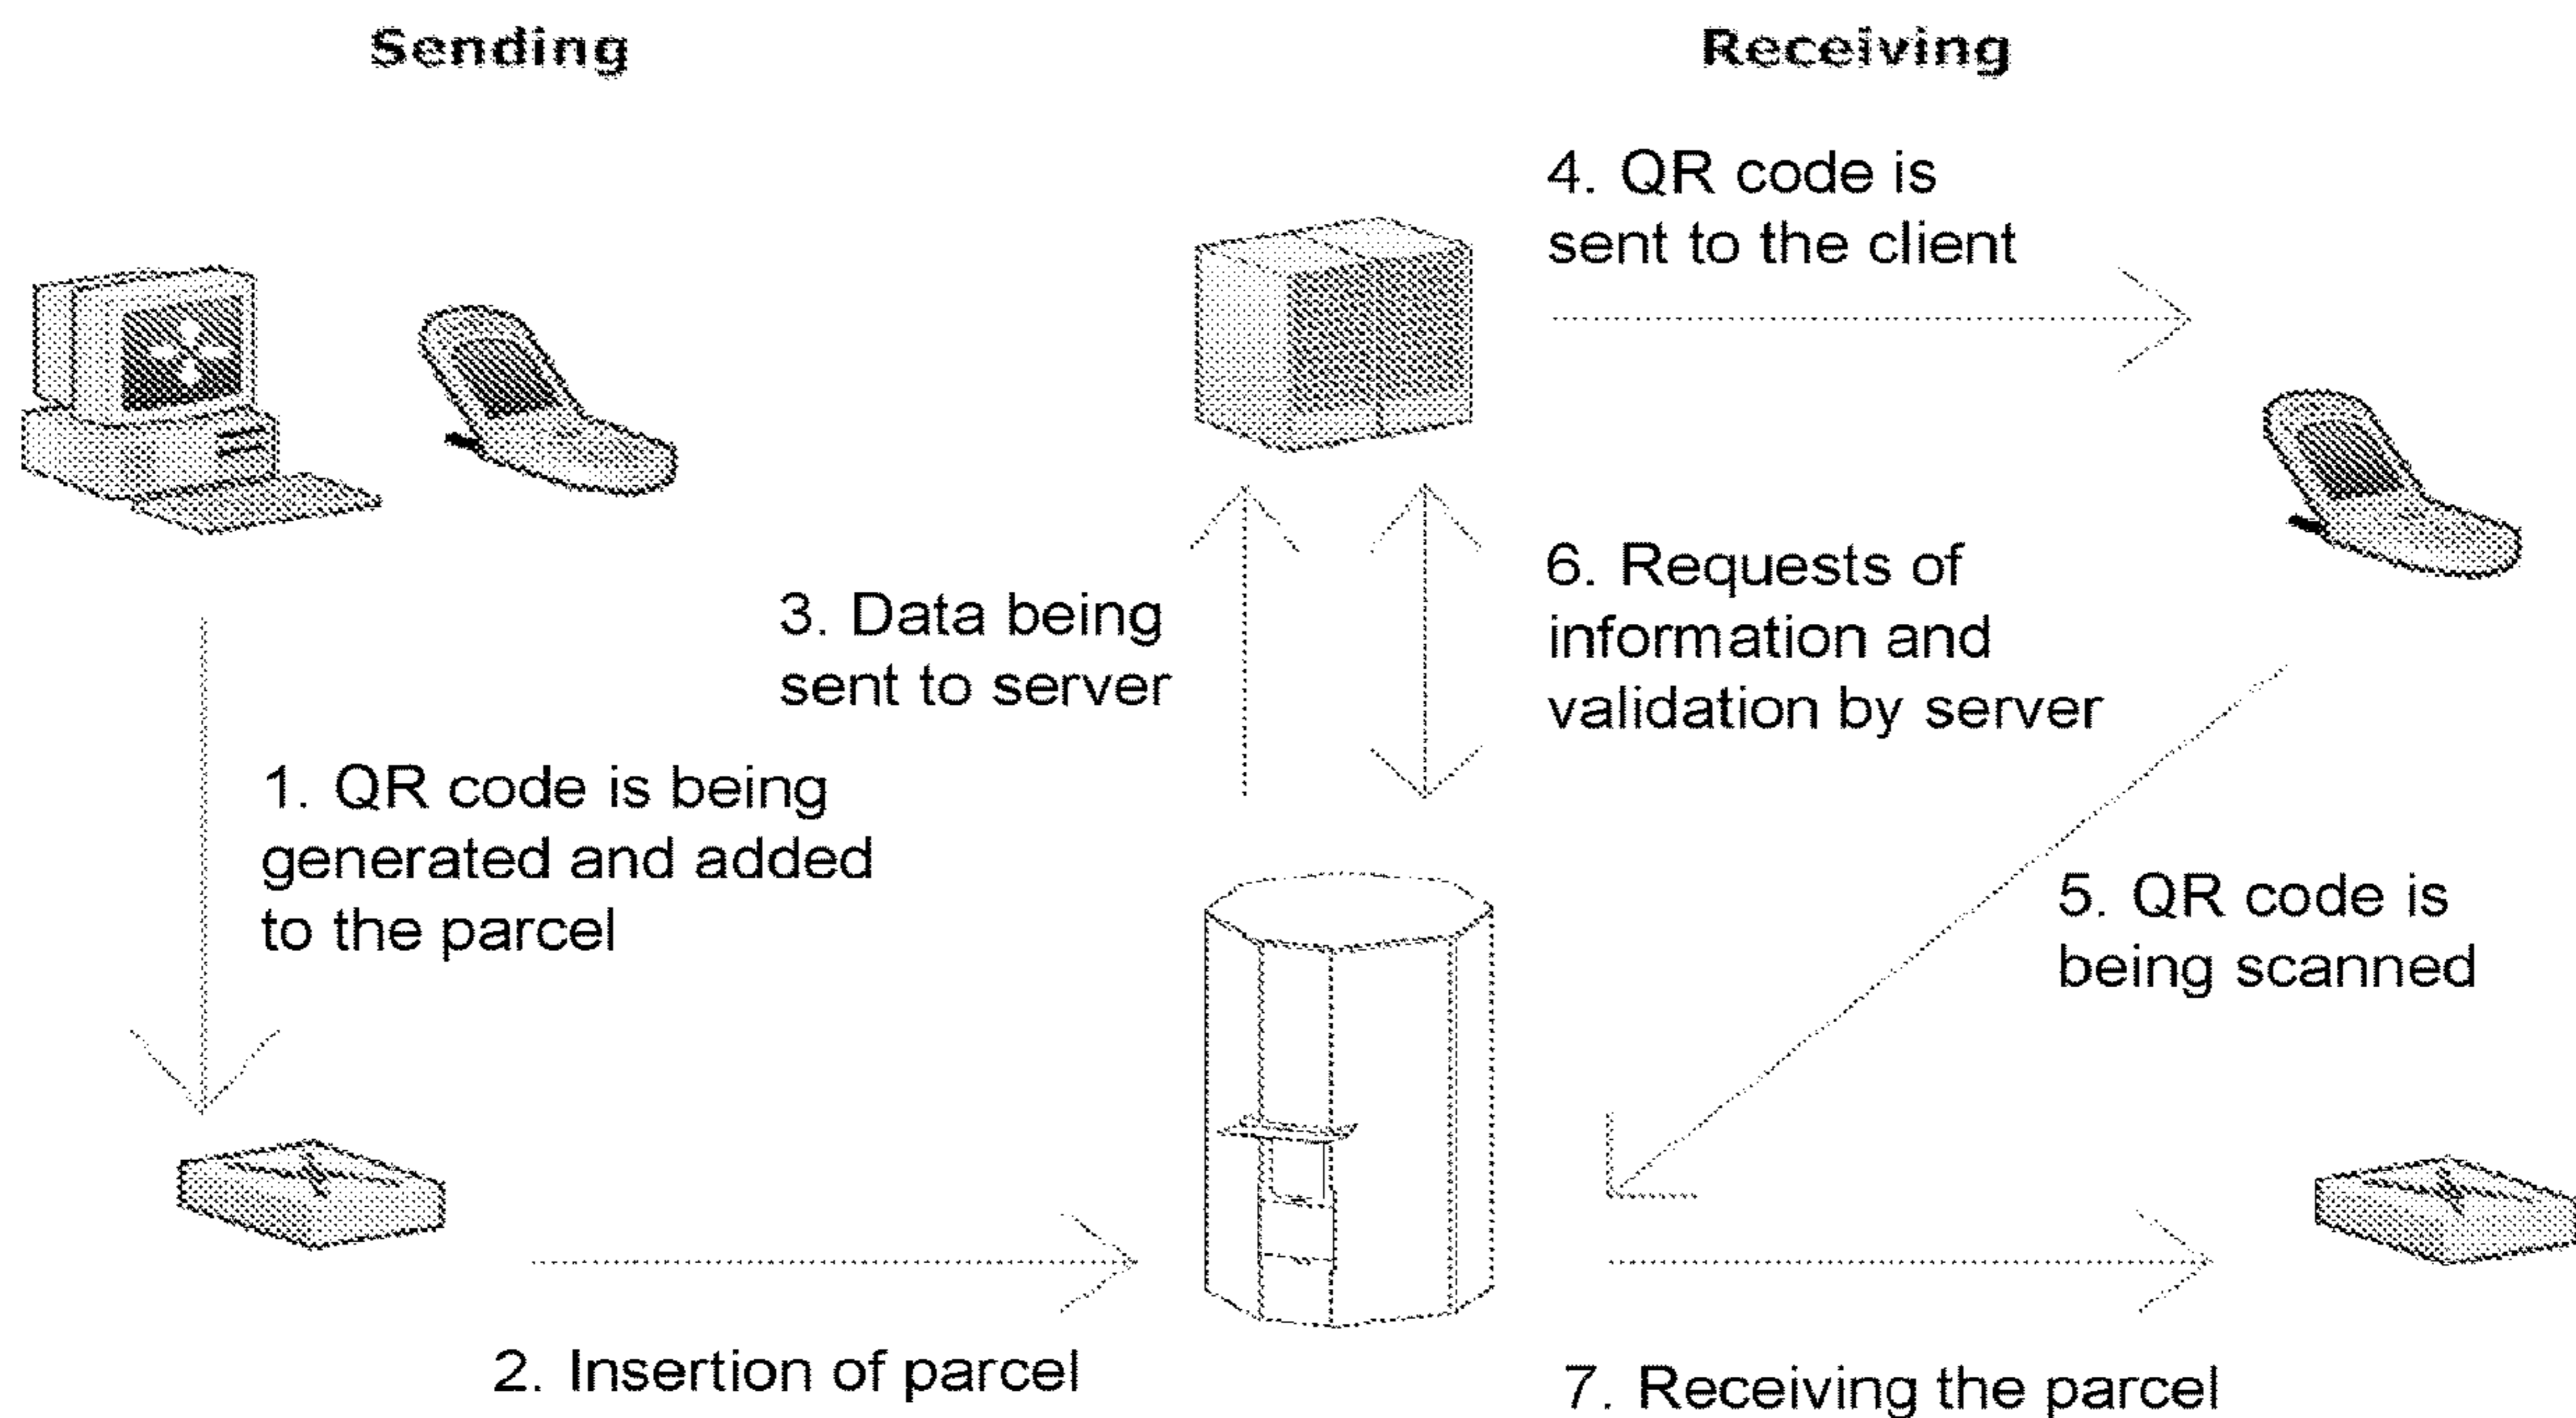 Sending
Receiving
4. QR code is
sent to the client
3. Data being
sent to server
6. Requests of
information and
validation by server
1. QR code is being
generated and added
to the parcel
5. QR code is
being scanned
2. Insertion of parcel
7. Receiving the parcel